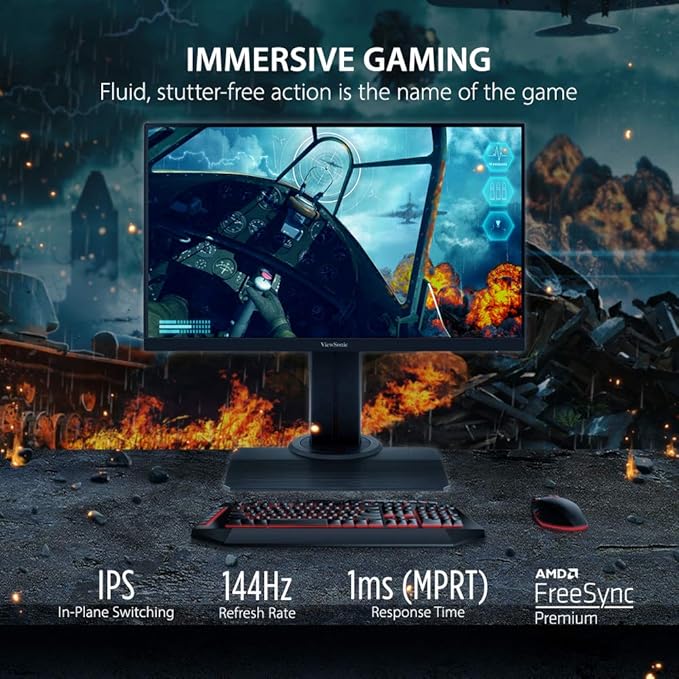 IMMERSIVE GAMING
Fluid, stutter-free action is the name of the game
ViewSonic
IPS
In-Plane Switching
144Hz
Refresh Rate
1ms (MPRT)
Response Time
AMD
FreeSync
Premium